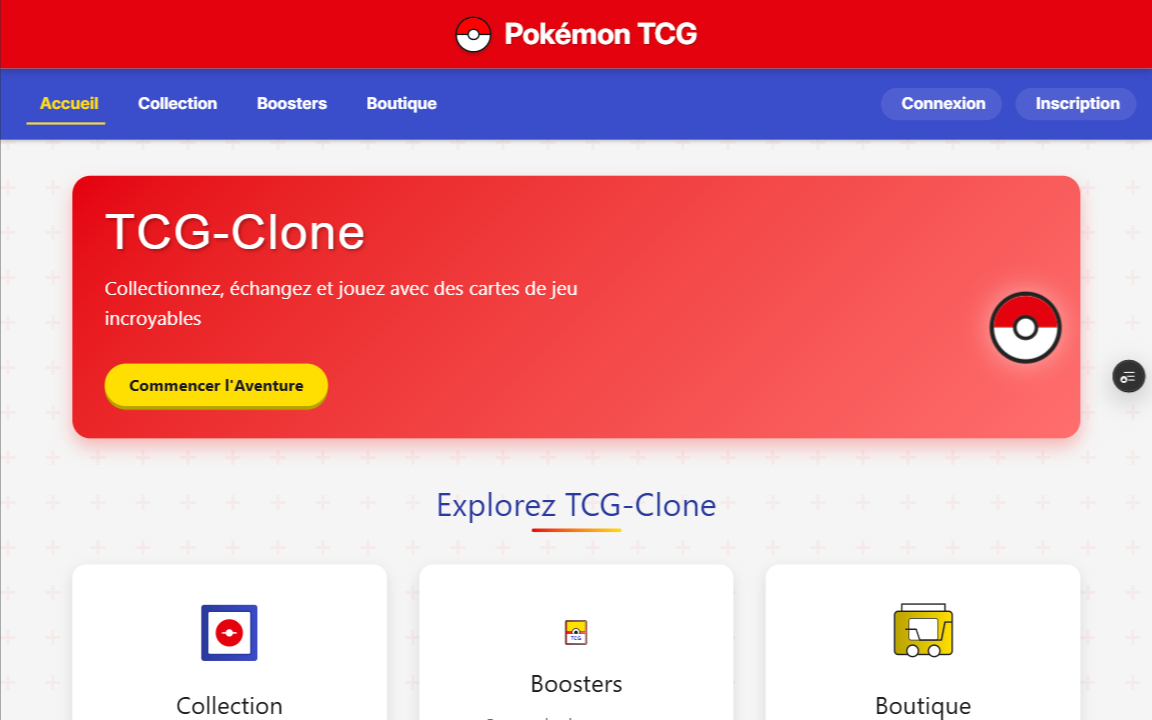 Pokémon TCG
Accueil
Collection
Boosters
Boutique
Connexion
Inscription
TCG-Clone
Collectionnez, échangez et jouez avec des cartes de jeu
incroyables
Commencer l'Aventure
Explorez TCG-Clone
TCG
Collection
Boosters
Boutique